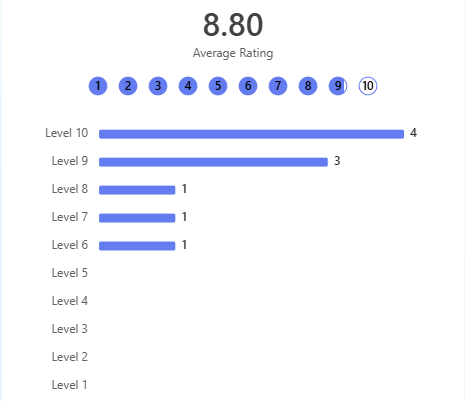 8.80
Average Rating
1 2 3 4 5 6 7 8 9 10
Level 10 4
Level 9 3
Level 8 1
Level 7 1
Level 6 1
Level 5
Level 4
Level 3
Level 2
Level 1